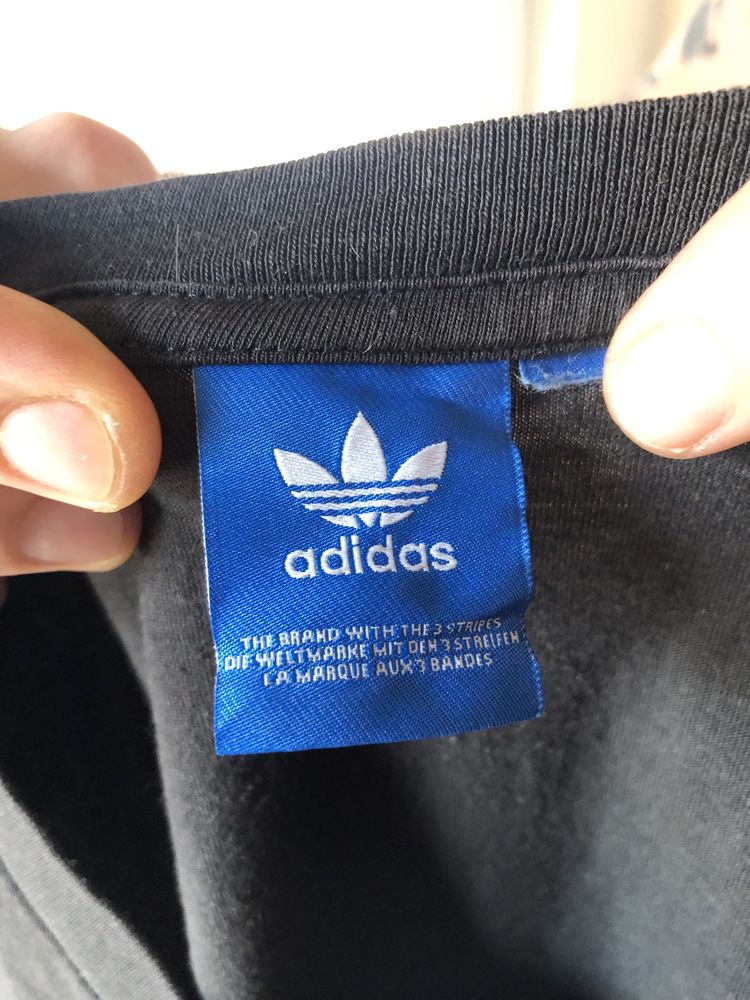 adidas
THE BRAND WITH THE 3 STRIPES
DIE WELTMARKE MIT DEN 3 STREIFEN
LA MARQUE AUX 3 BANDES